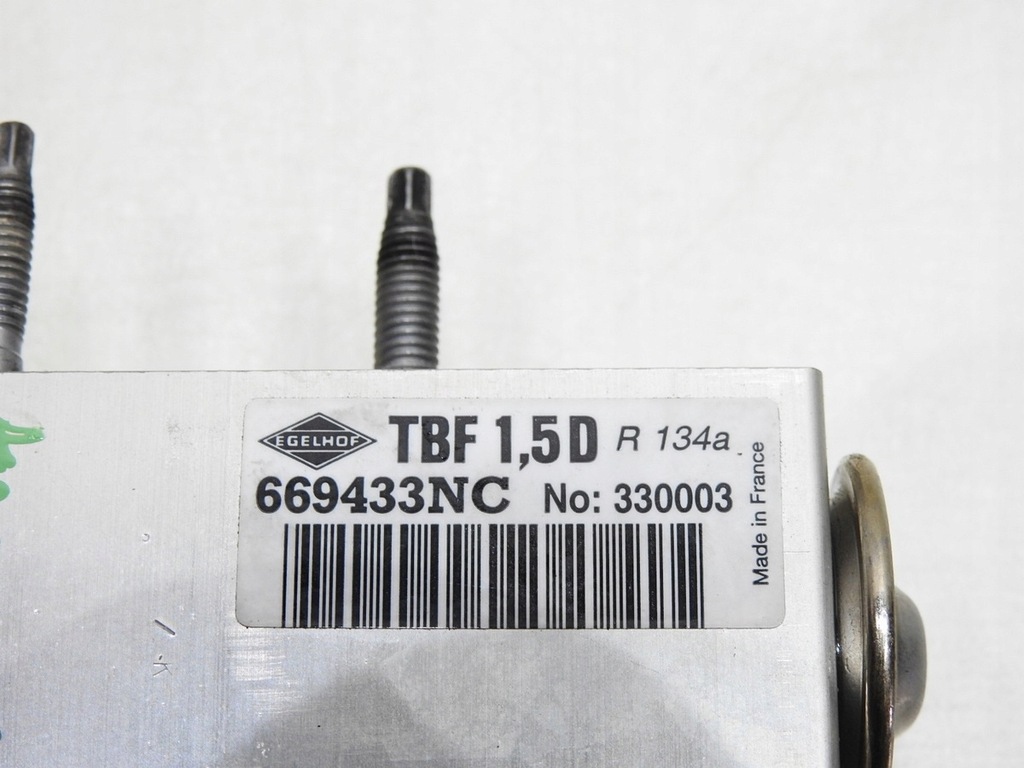 EGELHOF TBF 1,5D R 134a
669433NC No: 330003
Made in France